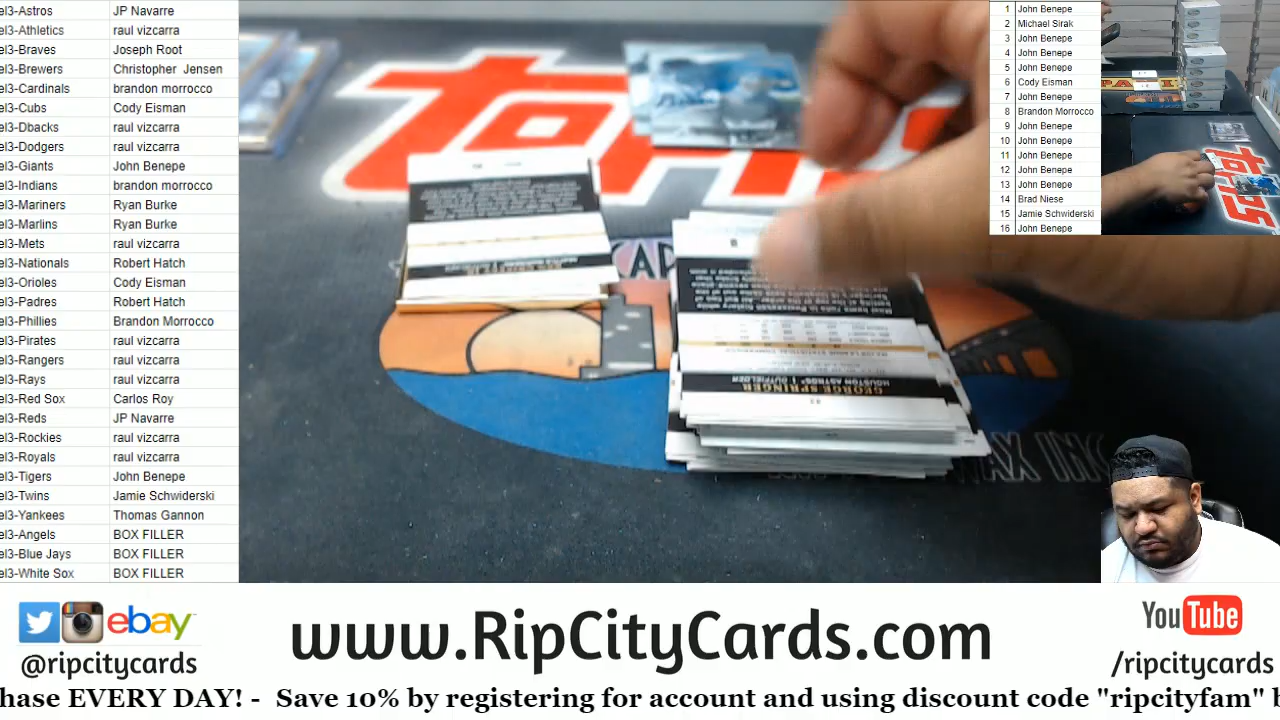 el3-Astros JP Navarre
el3-Athletics raul vizcarra
el3-Braves Joseph Root
el3-Brewers Christopher Jensen
el3-Cardinals brandon morrocco
el3-Cubs Cody Eisman
el3-Dbacks raul vizcarra
el3-Dodgers raul vizcarra
el3-Giants John Benepe
el3-Indians brandon morrocco
el3-Mariners Ryan Burke
el3-Marlins Ryan Burke
el3-Mets raul vizcarra
el3-Nationals Robert Hatch
el3-Orioles Cody Eisman
el3-Padres Robert Hatch
el3-Phillies Brandon Morrocco
el3-Pirates raul vizcarra
el3-Rangers raul vizcarra
el3-Rays raul vizcarra
el3-Red Sox Carlos Roy
el3-Reds JP Navarre
el3-Rockies raul vizcarra
el3-Royals raul vizcarra
el3-Tigers John Benepe
el3-Twins Jamie Schwiderski
el3-Yankees Thomas Gannon
el3-Angels BOX FILLER
el3-Blue Jays BOX FILLER
el3-White Sox BOX FILLER
topps
GEORGE SPRINGER
HOUSTON ASTROS | OUTFIELDER
WAX INC
1 John Benepe
2 Michael Sirak
3 John Benepe
4 John Benepe
5 John Benepe
6 Cody Eisman
7 John Benepe
8 Brandon Morrocco
9 John Benepe
10 John Benepe
11 John Benepe
12 John Benepe
13 John Benepe
14 Brad Niese
15 Jamie Schwiderski
16 John Benepe
ebay
@ripcitycards
www.RipCityCards.com
YouTube
/ripcitycards
hase EVERY DAY! - Save 10% by registering for account and using discount code "ripcityfam" b